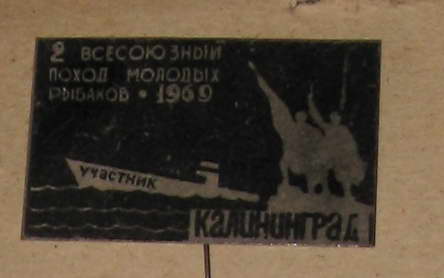 2 ВСЕСОЮЗНЫЙ
ПОХОД МОЛОДЫХ
РЫБАКОВ • 1969
УЧАСТНИК
КАЛИНИНГРАД